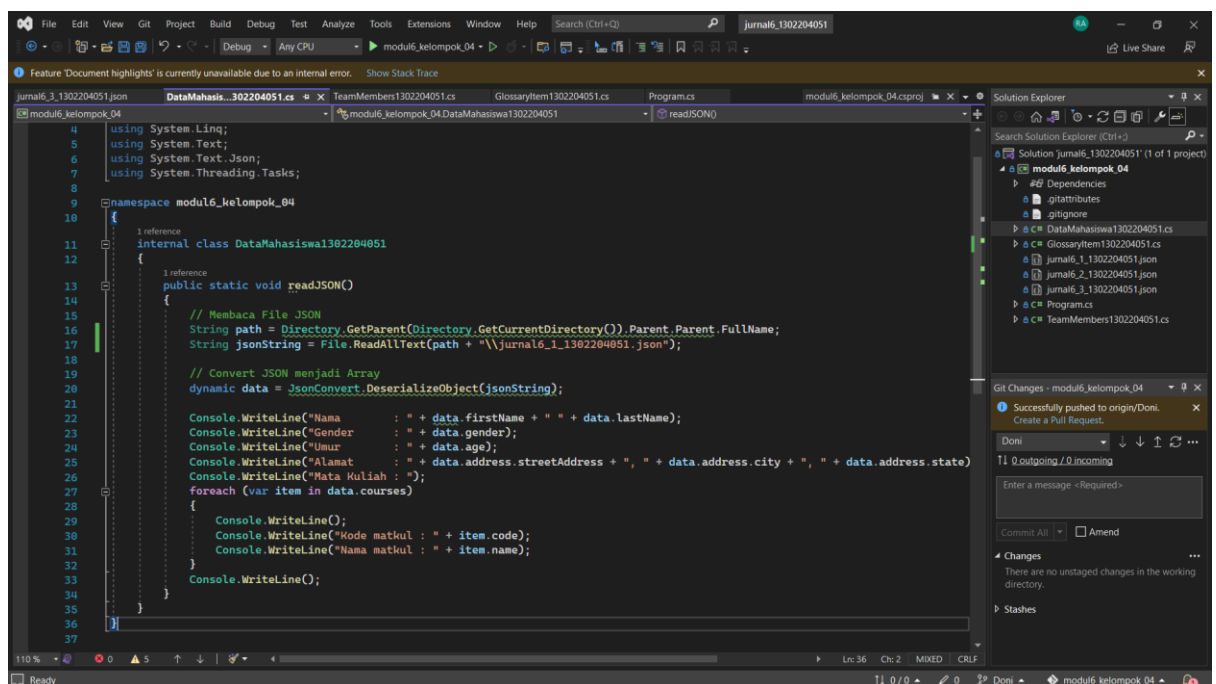 File Edit View Git Project Build Debug Test Analyze Tools Extensions Window Help Search (Ctrl+Q) jurnal6_1302204051 RA
Debug Any CPU modul6_kelompok_04 Live Share
Feature 'Document highlights' is currently unavailable due to an internal error. Show Stack Trace
jurnal6_3_1302204051.json DataMahasis...302204051.cs TeamMembers1302204051.cs GlossaryItem1302204051.cs Program.cs modul6_kelompok_04.csproj
modul6_kelompok_04 modul6_kelompok_04.DataMahasiswa1302204051 readJSON()
4 using System.Linq;
5 using System.Text;
6 using System.Text.Json;
7 using System.Threading.Tasks;
8
9 namespace modul6_kelompok_04
10 {
1 reference
11 internal class DataMahasiswa1302204051
12 {
1 reference
13 public static void readJSON()
14 {
15 // Membaca File JSON
16 String path = Directory.GetParent(Directory.GetCurrentDirectory()).Parent.Parent.FullName;
17 String jsonString = File.ReadAllText(path + "\\jurnal6_1_1302204051.json");
18
19 // Convert JSON menjadi Array
20 dynamic data = JsonConvert.DeserializeObject(jsonString);
21
22 Console.WriteLine("Nama : " + data.firstName + " " + data.lastName);
23 Console.WriteLine("Gender : " + data.gender);
24 Console.WriteLine("Umur : " + data.age);
25 Console.WriteLine("Alamat : " + data.address.streetAddress + ", " + data.address.city + ", " + data.address.state)
26 Console.WriteLine("Mata Kuliah : ");
27 foreach (var item in data.courses)
28 {
29 Console.WriteLine();
30 Console.WriteLine("Kode matkul : " + item.code);
31 Console.WriteLine("Nama matkul : " + item.name);
32 }
33 Console.WriteLine();
34 }
35 }
36 }
37
110 % 0 5 Ln: 36 Ch: 2 MIXED CRLF
Solution Explorer
Search Solution Explorer (Ctrl+;)
Solution 'jurnal6_1302204051' (1 of 1 project)
modul6_kelompok_04
Dependencies
.gitattributes
.gitignore
DataMahasiswa1302204051.cs
GlossaryItem1302204051.cs
jurnal6_1_1302204051.json
jurnal6_2_1302204051.json
jurnal6_3_1302204051.json
Program.cs
TeamMembers1302204051.cs
Git Changes - modul6_kelompok_04
Successfully pushed to origin/Doni.
Create a Pull Request.
Doni
0 outgoing / 0 incoming
Enter a message <Required>
Commit All Amend
Changes
There are no unstaged changes in the working
directory.
Stashes
Ready 0 / 0 0 Doni modul6_kelompok_04